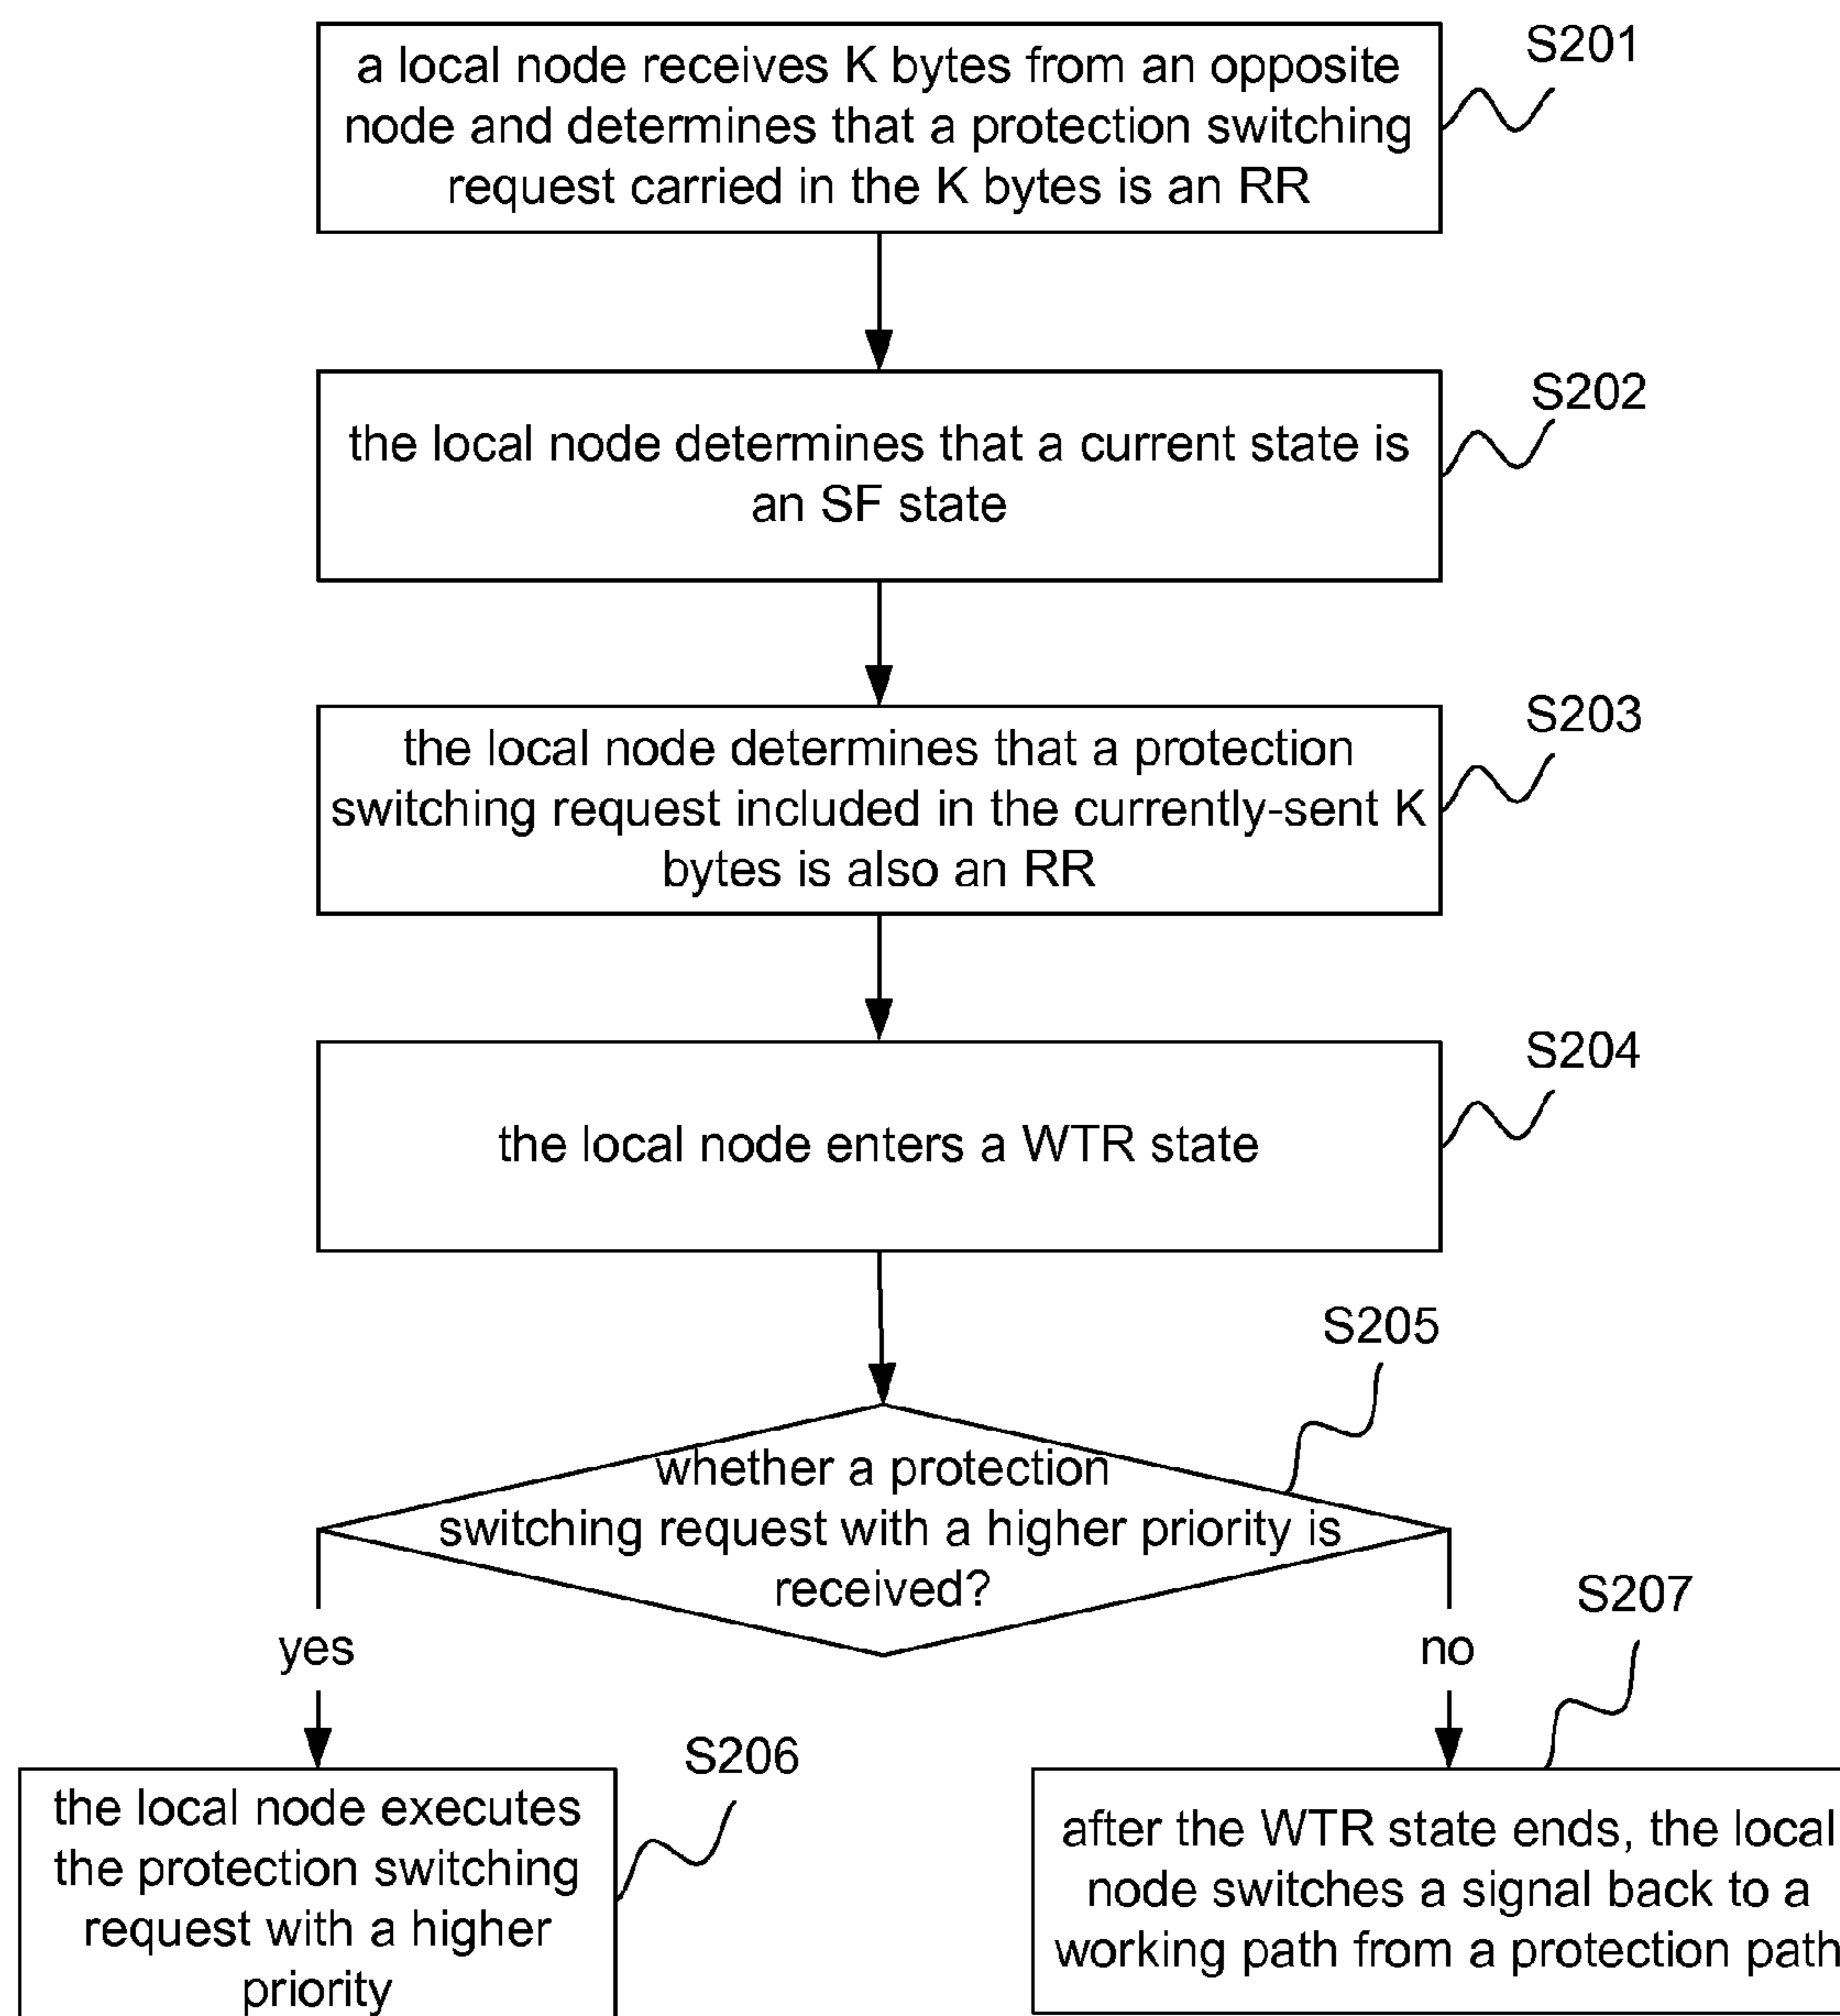 a local node receives K bytes from an opposite
node and determines that a protection switching
request carried in the K bytes is an RR
S201
the local node determines that a current state is
an SF state
S202
the local node determines that a protection
switching request included in the currently-sent K
bytes is also an RR
S203
the local node enters a WTR state
S204
S205
whether a protection
switching request with a higher priority is
received?
yes
no
S206
the local node executes
the protection switching
request with a higher
priority
S207
after the WTR state ends, the local
node switches a signal back to a
working path from a protection path